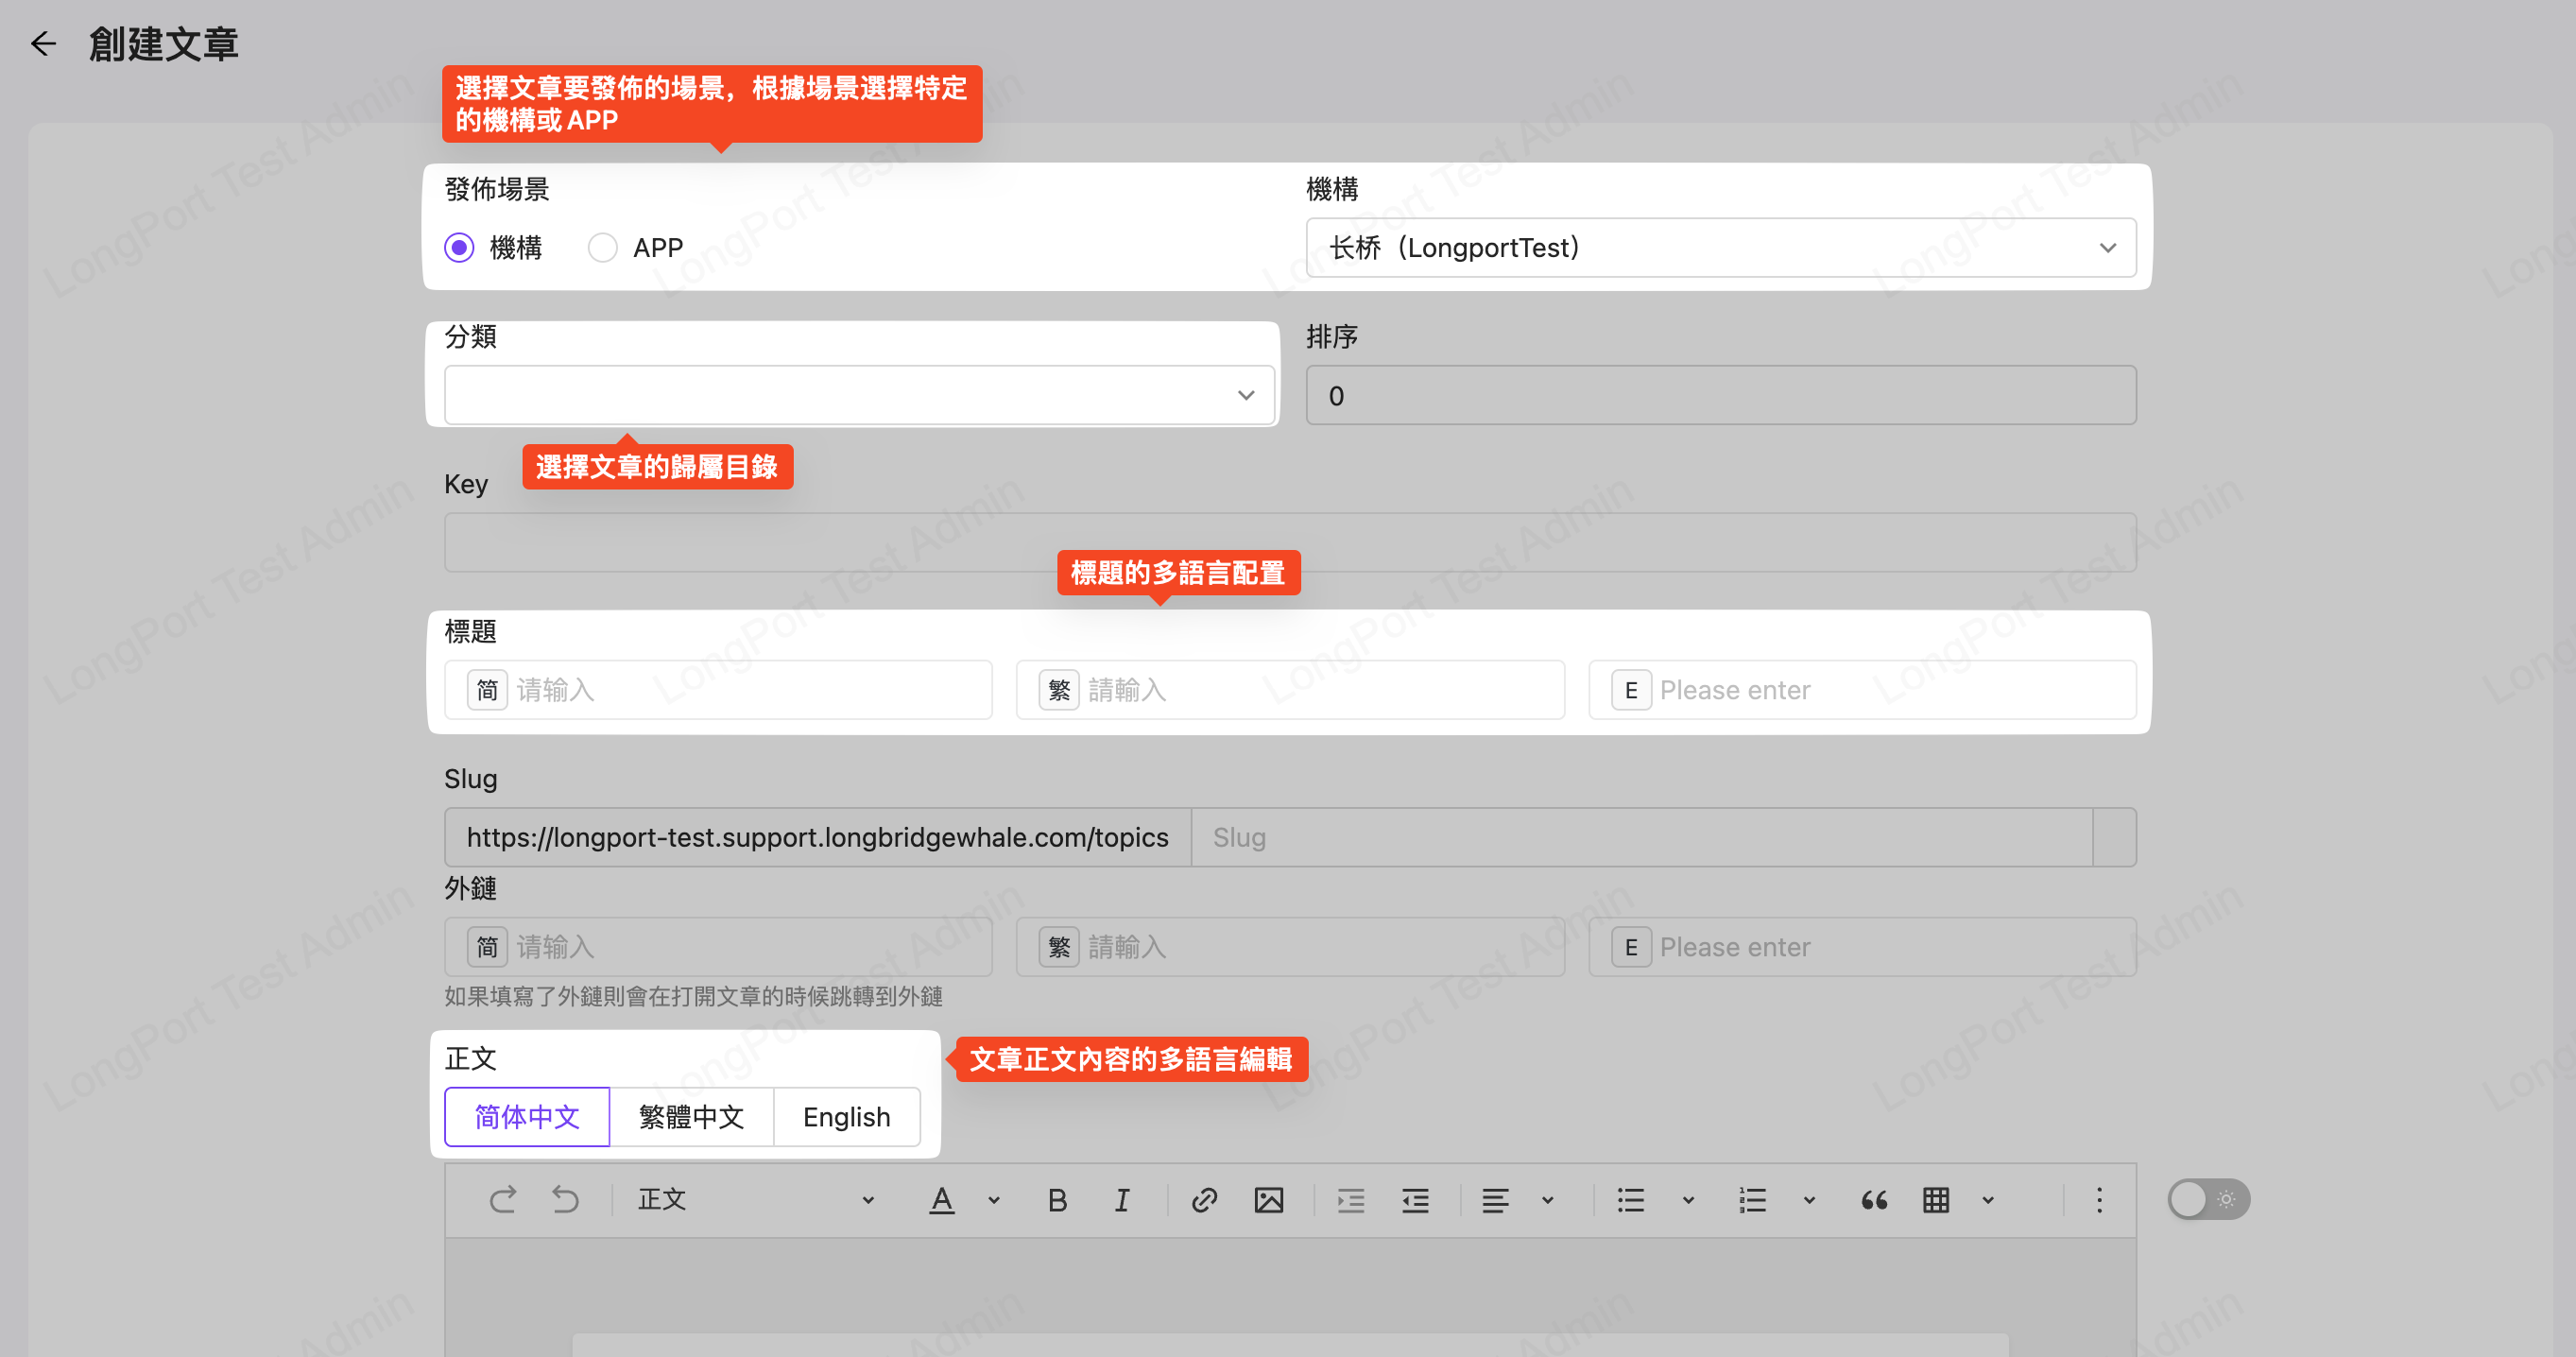 創建文章
選擇文章要發佈的場景，根據場景選擇特定
的機構或 APP
發佈場景
機構
機構 APP
长桥（LongportTest）
分類
排序
0
選擇文章的歸屬目錄
Key
標題的多語言配置
標題
简 请输入
繁 請輸入
E Please enter
Slug
https://longport-test.support.longbridgewhale.com/topics Slug
外鏈
简 请输入
繁 請輸入
E Please enter
如果填寫了外鏈則會在打開文章的時候跳轉到外鏈
正文
文章正文內容的多語言編輯
简体中文 繁體中文 English
正文
LongPort Test Admin